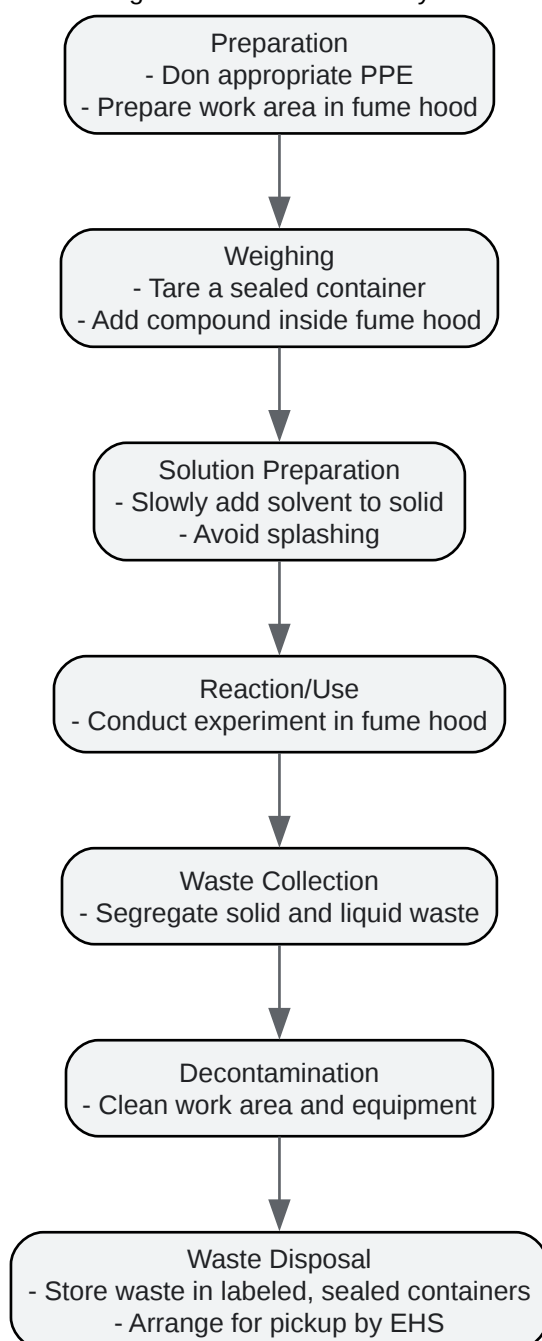 Preparation
- Don appropriate PPE
- Prepare work area in fume hood
Weighing
- Tare a sealed container
- Add compound inside fume hood
Solution Preparation
- Slowly add solvent to solid
- Avoid splashing
Reaction/Use
- Conduct experiment in fume hood
Waste Collection
- Segregate solid and liquid waste
Decontamination
- Clean work area and equipment
Waste Disposal
- Store waste in labeled, sealed containers
- Arrange for pickup by EHS